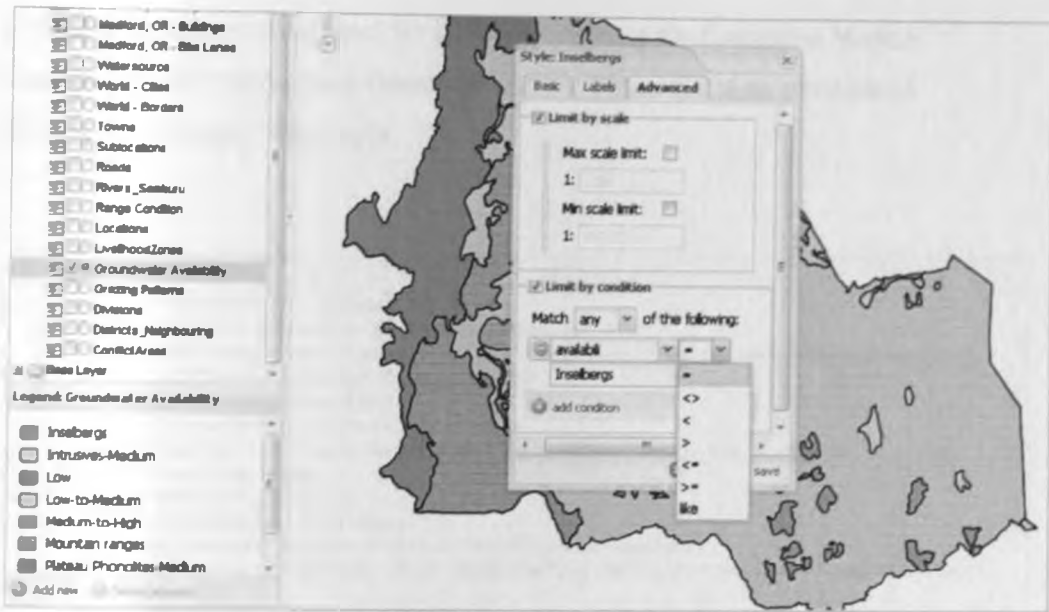 Medford, OR - Buildings
Medford, OR - Bike Lanes
Watersource
World - Cities
World - Borders
Towns
Sublocations
Roads
Rivers_Samburu
Range Condition
Locations
LivelihoodZones
Groundwater Availability
Grazing Patterns
Divisions
Districts_Neighbouring
ConflictAreas
Base Layer
Legend: Groundwater Availability
Inselbergs
Intrusives-Medium
Low
Low-to-Medium
Medium-to-High
Mountain ranges
Plateau Phonolites-Medium
Add new
Style: Inselbergs
Basic
Labels
Advanced
Limit by scale
Max scale limit:
1:
Min scale limit:
1:
Limit by condition
Match any of the following:
availabili =
Inselbergs
=
<>
<
>
<=
>=
like
add condition
save